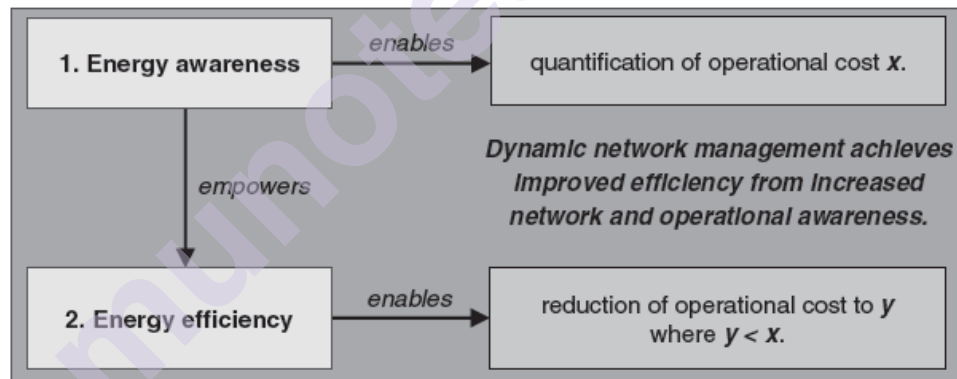 1. Energy awareness
enables
quantification of operational cost x.
Dynamic network management achieves
improved efficiency from increased
network and operational awareness.
empowers
2. Energy efficiency
enables
reduction of operational cost to y
where y < x.
munote